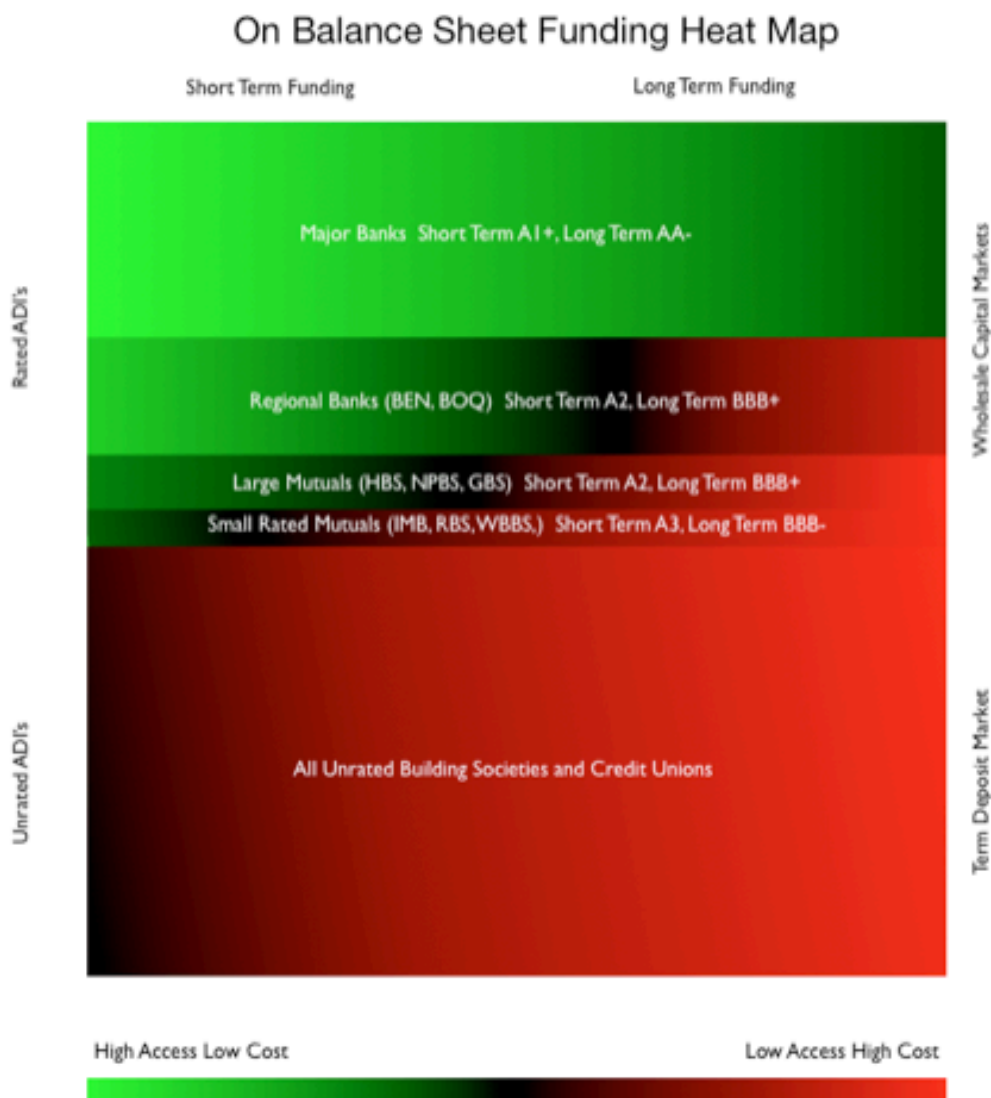 On Balance Sheet Funding Heat Map
Short Term Funding
Long Term Funding
Rated ADI's
Wholesale Capital Markets
Major Banks Short Term A1+, Long Term AA-
Regional Banks (BEN, BOQ) Short Term A2, Long Term BBB+
Large Mutuals (HBS, NPBS, GBS) Short Term A2, Long Term BBB+
Small Rated Mutuals (IMB, RBS, WBBS,) Short Term A3, Long Term BBB-
Unrated ADI's
Term Deposit Market
All Unrated Building Societies and Credit Unions
High Access Low Cost
Low Access High Cost